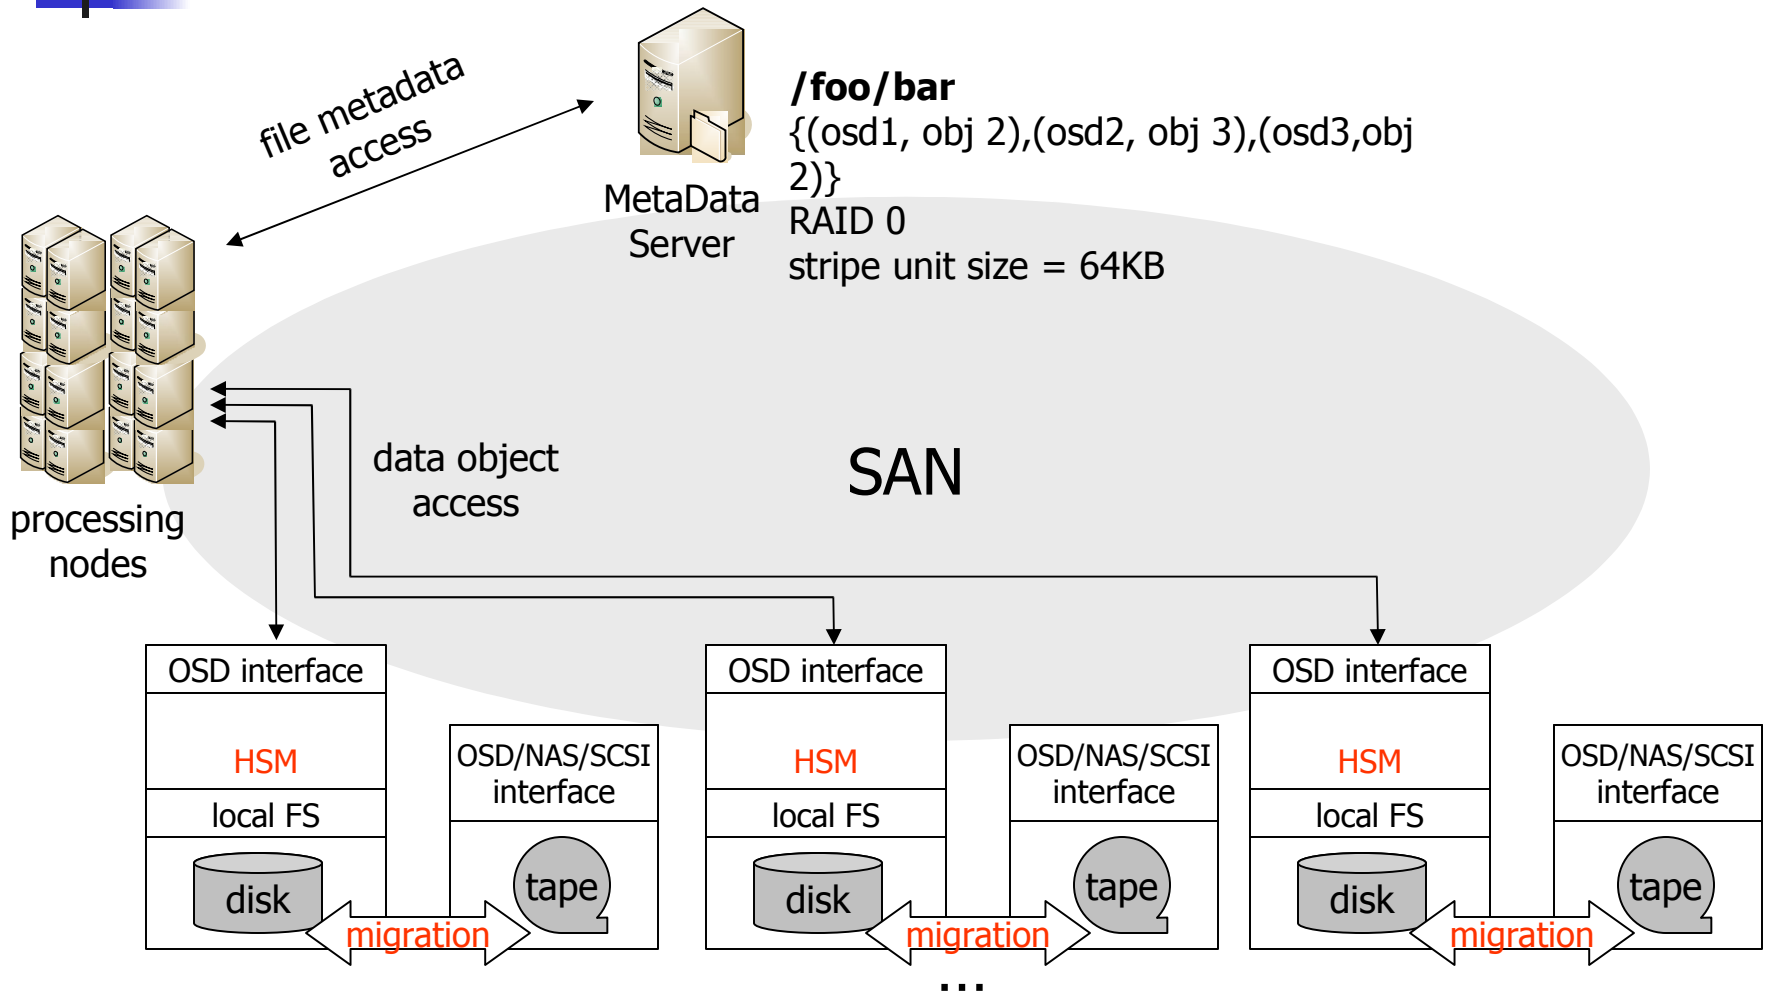 file metadata
access
/foo/bar
{(osd1, obj 2),(osd2, obj 3),(osd3,obj
2)}
RAID 0
stripe unit size = 64KB
MetaData
Server
processing
nodes
data object
access
SAN
OSD interface
HSM
local FS
disk
OSD/NAS/SCSI
interface
tape
migration
OSD interface
HSM
local FS
disk
OSD/NAS/SCSI
interface
tape
migration
OSD interface
HSM
local FS
disk
OSD/NAS/SCSI
interface
tape
migration
...